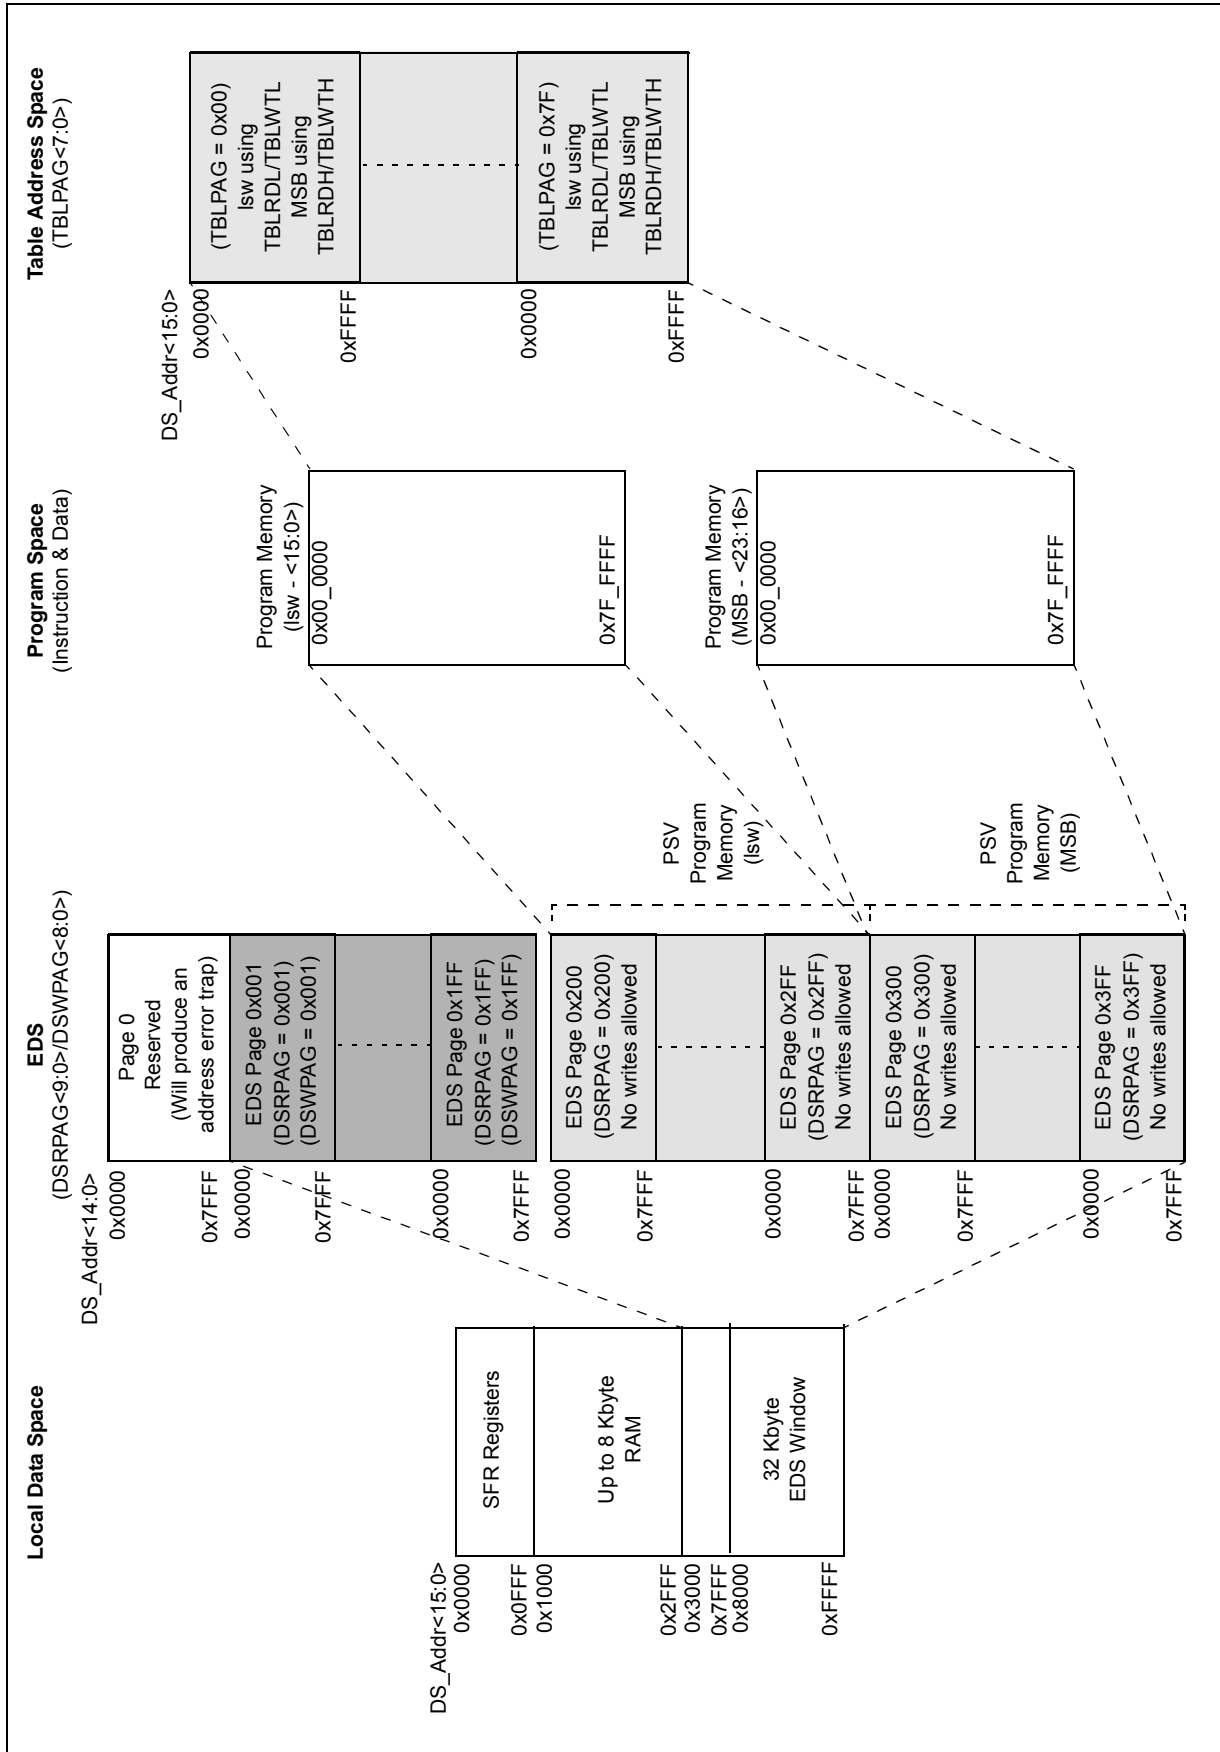 Local Data Space
DS_Addr<15:0>
0x0000
SFR Registers
0x0FFF
0x1000
Up to 8 Kbyte
RAM
0x2FFF
0x3000
0x7FFF
0x8000
32 Kbyte
EDS Window
0xFFFF
EDS
(DSRPAG<9:0>/DSWPAG<8:0>)
DS_Addr<14:0>
0x0000
Page 0
Reserved
(Will produce an
address error trap)
0x7FFF
0x0000
EDS Page 0x001
(DSRPAG = 0x001)
(DSWPAG = 0x001)
0x7FFF
0x0000
EDS Page 0x1FF
(DSRPAG = 0x1FF)
(DSWPAG = 0x1FF)
0x7FFF
0x0000
EDS Page 0x200
(DSRPAG = 0x200)
No writes allowed
0x7FFF
0x0000
EDS Page 0x2FF
(DSRPAG = 0x2FF)
No writes allowed
0x7FFF
0x0000
EDS Page 0x300
(DSRPAG = 0x300)
No writes allowed
0x7FFF
0x0000
EDS Page 0x3FF
(DSRPAG = 0x3FF)
No writes allowed
0x7FFF
PSV
Program
Memory
(lsw)
PSV
Program
Memory
(MSB)
Program Space
(Instruction & Data)
Program Memory
(lsw - <15:0>)
0x00_0000
0x7F_FFFF
Program Memory
(MSB - <23:16>)
0x00_0000
0x7F_FFFF
Table Address Space
(TBLPAG<7:0>)
DS_Addr<15:0>
0x0000
(TBLPAG = 0x00)
lsw using
TBLRDL/TBLWTL
MSB using
TBLRDH/TBLWTH
0xFFFF
0x0000
(TBLPAG = 0x7F)
lsw using
TBLRDL/TBLWTL
MSB using
TBLRDH/TBLWTH
0xFFFF